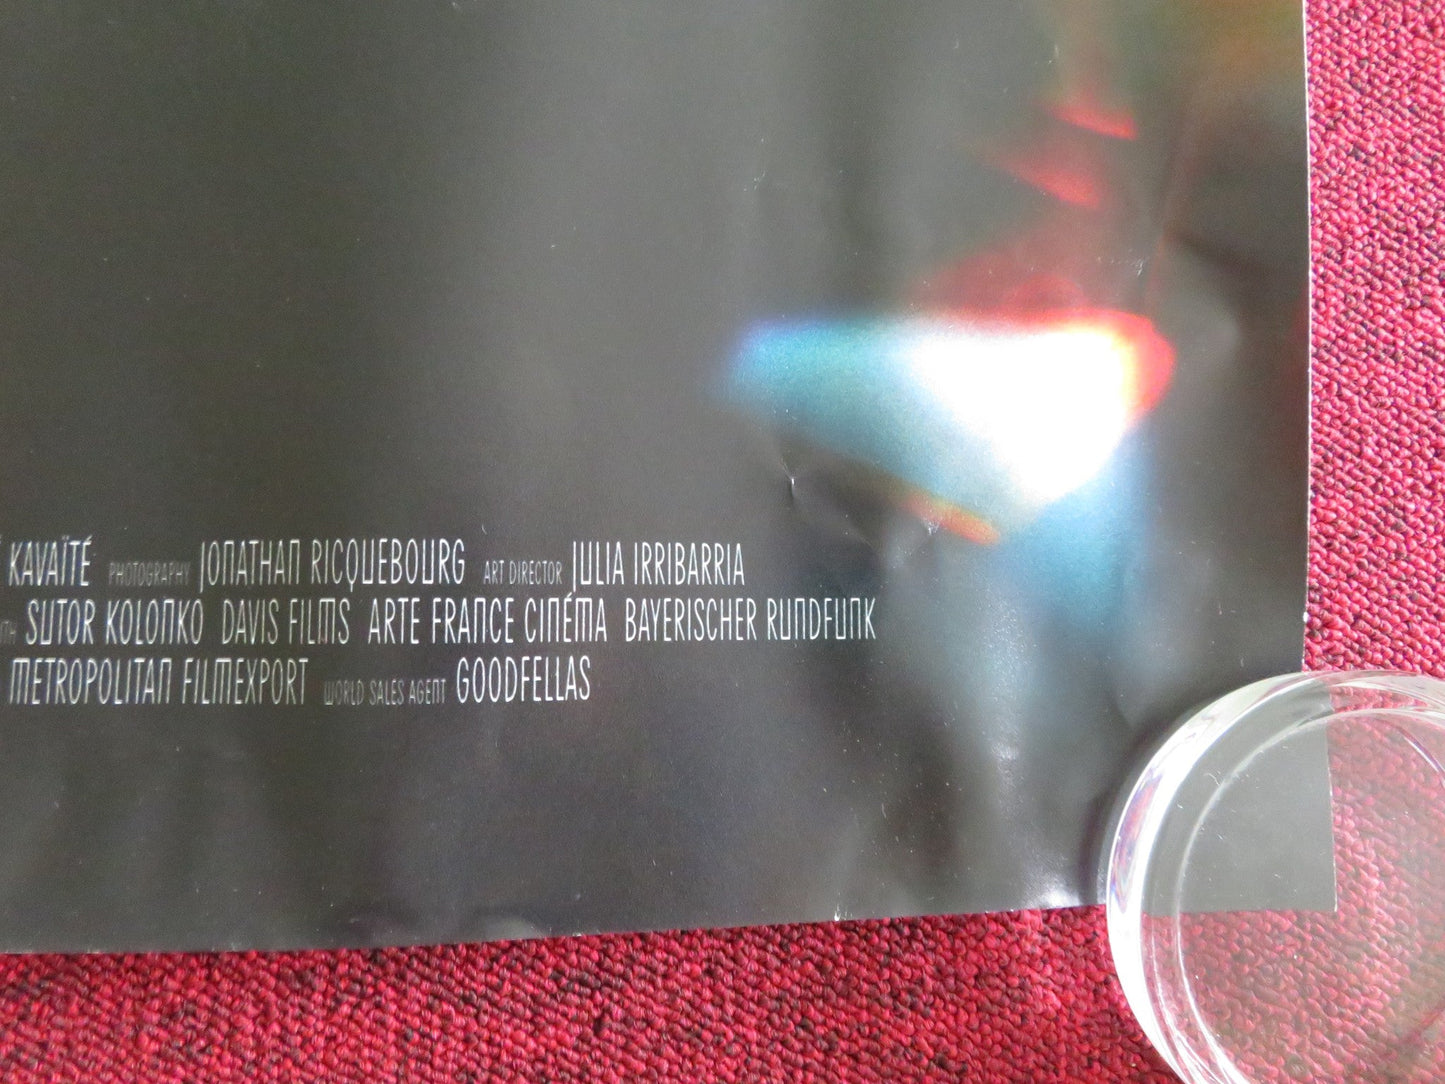 KAVAÏTÉ PHOTOGRAPHY JONATHAN RICQUEBOURG ART DIRECTOR JULIA IRRIBARRIA
SUTOR KOLONKO DAVIS FILMS ARTE FRANCE CINÉMA BAYERISCHER RUNDFUNK
METROPOLITAN FILMEXPORT WORLD SALES AGENT GOODFELLAS